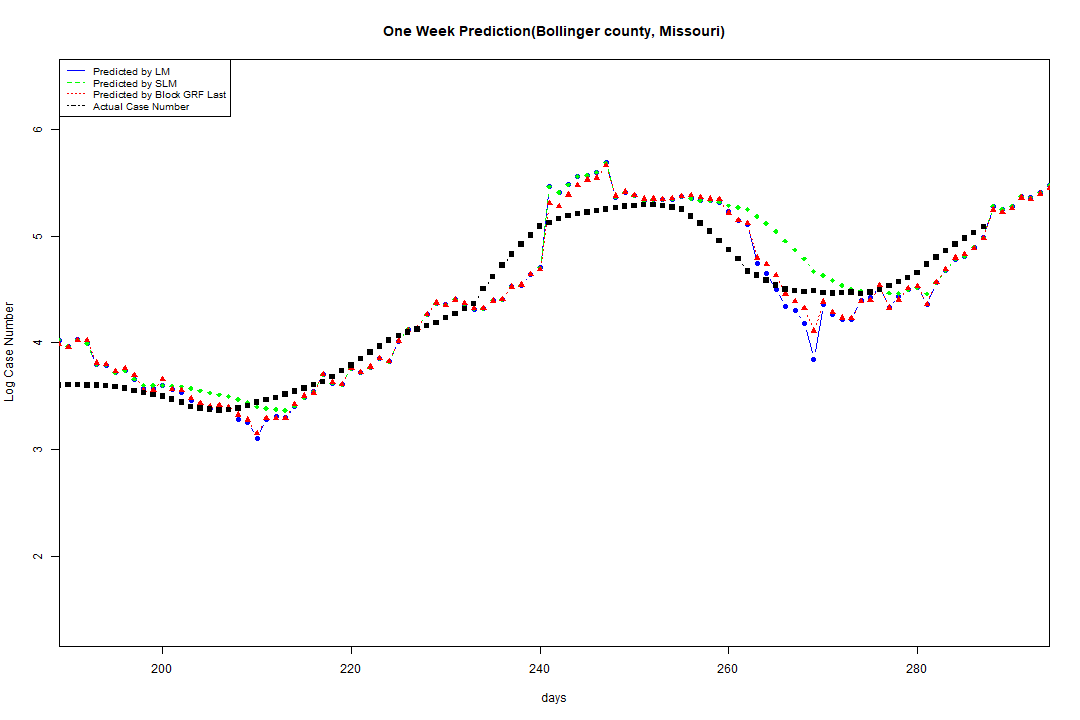 One Week Prediction(Bollinger county, Missouri)
Predicted by LM
Predicted by SLM
Predicted by Block GRF Last
Actual Case Number
6
5
4
3
2
Log Case Number
200 220 240 260 280
days